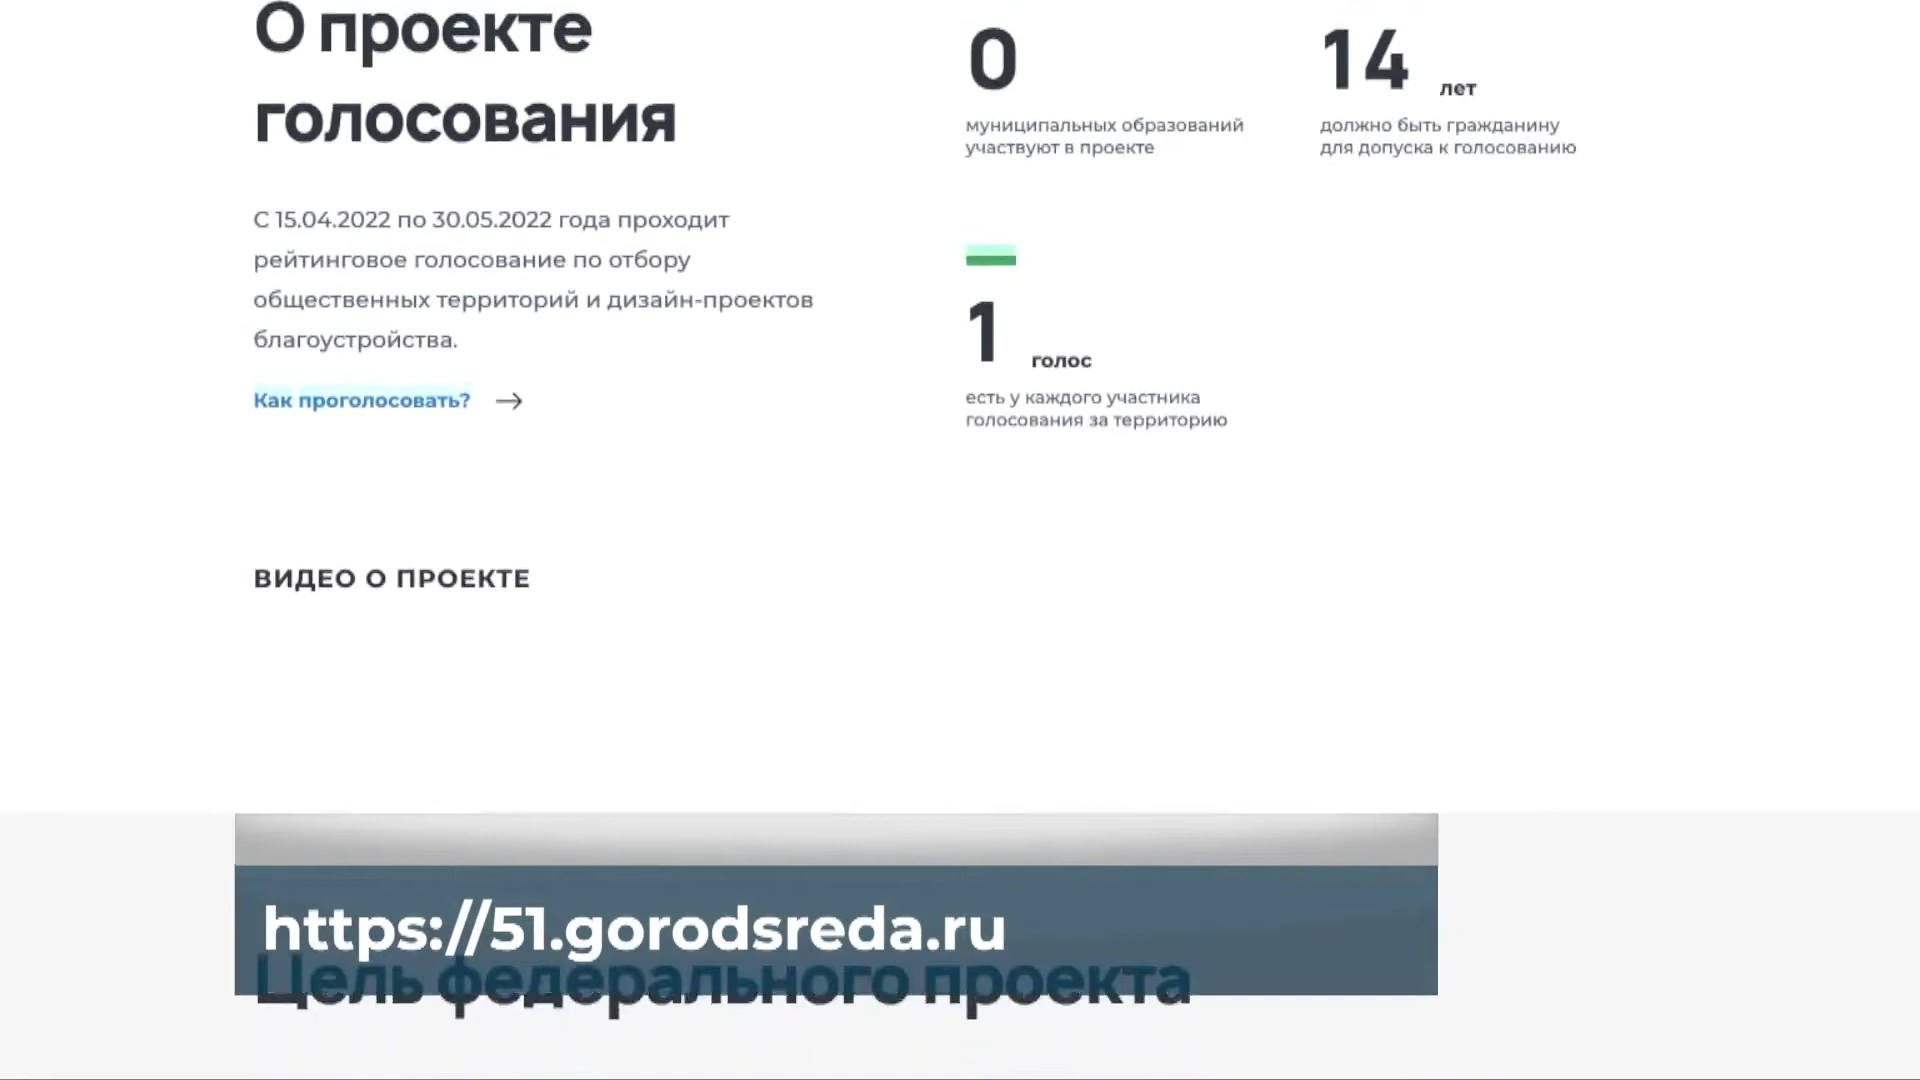 О проекте
голосования
С 15.04.2022 по 30.05.2022 года проходит
рейтинговое голосование по отбору
общественных территорий и дизайн-проектов
благоустройства.
Как проголосовать? →
0
муниципальных образований
участвуют в проекте
14 лет
должно быть гражданину
для допуска к голосованию
1 голос
есть у каждого участника
голосования за территорию
ВИДЕО О ПРОЕКТЕ
https://51.gorodsreda.ru
Цель федерального проекта